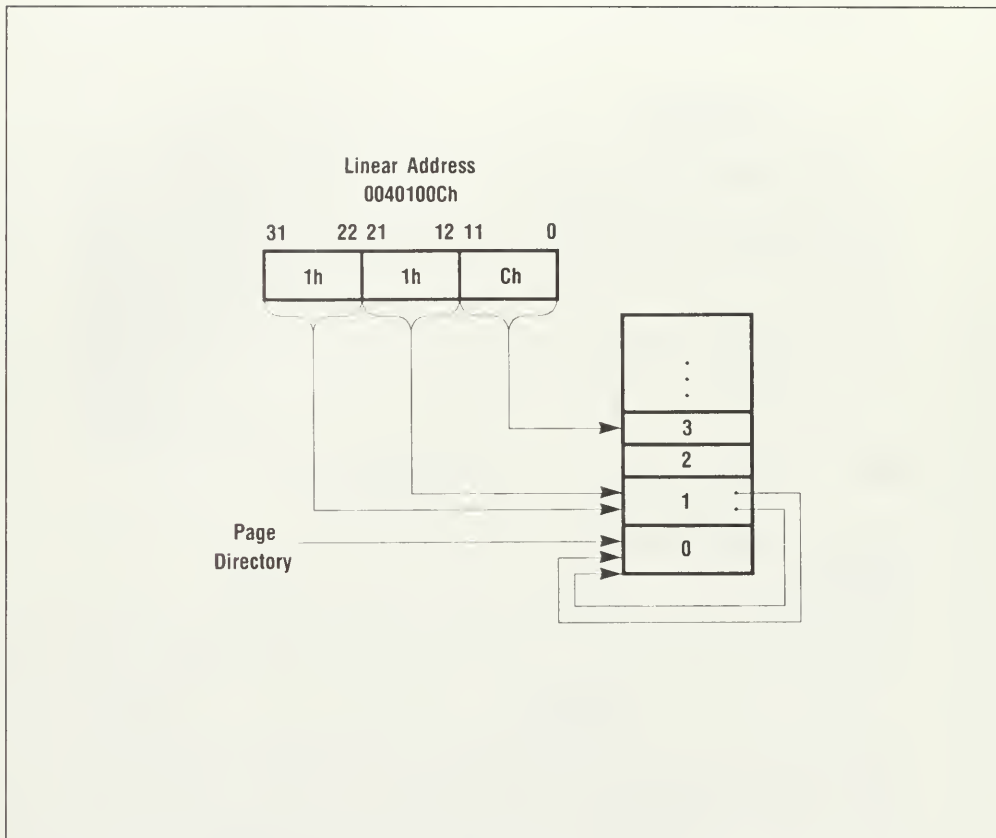 Linear Address
0040100Ch
31 22 21 12 11 0
1h 1h Ch
3
2
1
0
Page
Directory